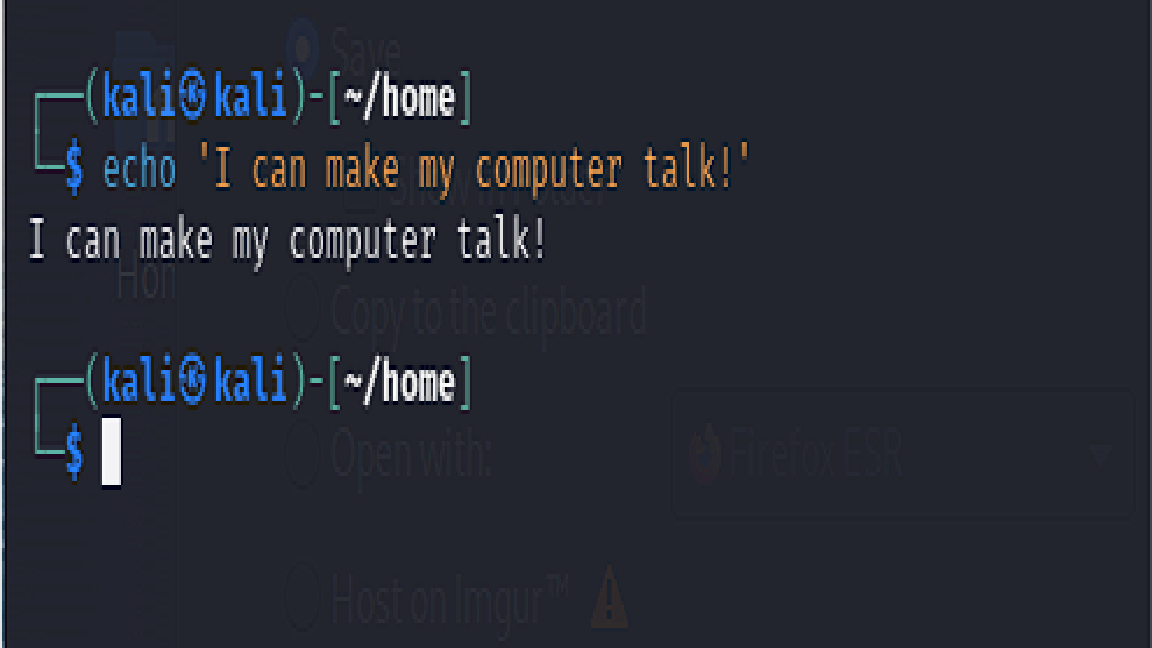 Save
┌──(kali㉿kali)-[~/home]
└─$ echo 'I can make my computer talk!'
Show in Folder
I can make my computer talk!
Copy to the clipboard
┌──(kali㉿kali)-[~/home]
└─$
Open with:
Firefox ESR
Host on Imgur™